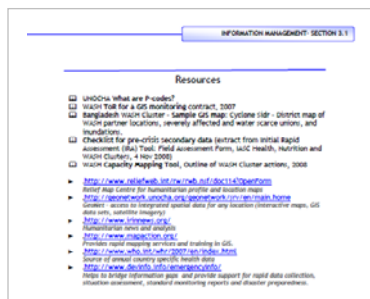 INFORMATION MANAGEMENT- SECTION 3.1
Resources
UNOCHA What are P-codes?
WASH ToR for a GIS monitoring contract, 2007
Bangladesh WASH Cluster - Sample GIS map: Cyclone Sidr - District map of
WASH partner locations, severely affected and water scarce unions, and
inundations.
Checklist for pre-crisis secondary data (extract from Initial Rapid
Assessment (IRA) Tool: Field Assessment Form, IASC Health, Nutrition and
WASH Clusters, 4 Nov 2008)
WASH Capacity Mapping Tool, Outline of WASH Cluster actions, 2008
http://www.reliefweb.int/rw/rwb.nsf/doc114?OpenForm
Relief Map Centre for humanitarian profile and location maps
http://geonetwork.unocha.org/geonetwork/srv/en/main.home
GeoNet - access to integrated spatial data for any location (interactive maps, GIS
data sets, satellite imagery)
http://www.irinnews.org/
Humanitarian news and analysis
http://www.mapaction.org/
Provides rapid mapping services and training in GIS.
http://www.who.int/whr/2007/en/index.html
Source of annual country specific health data
http://www.devinfo.info/emergencyinfo/
Helps to bridge information gaps and provide support for rapid data collection,
situation assessment, standard monitoring reports and disaster preparedness.